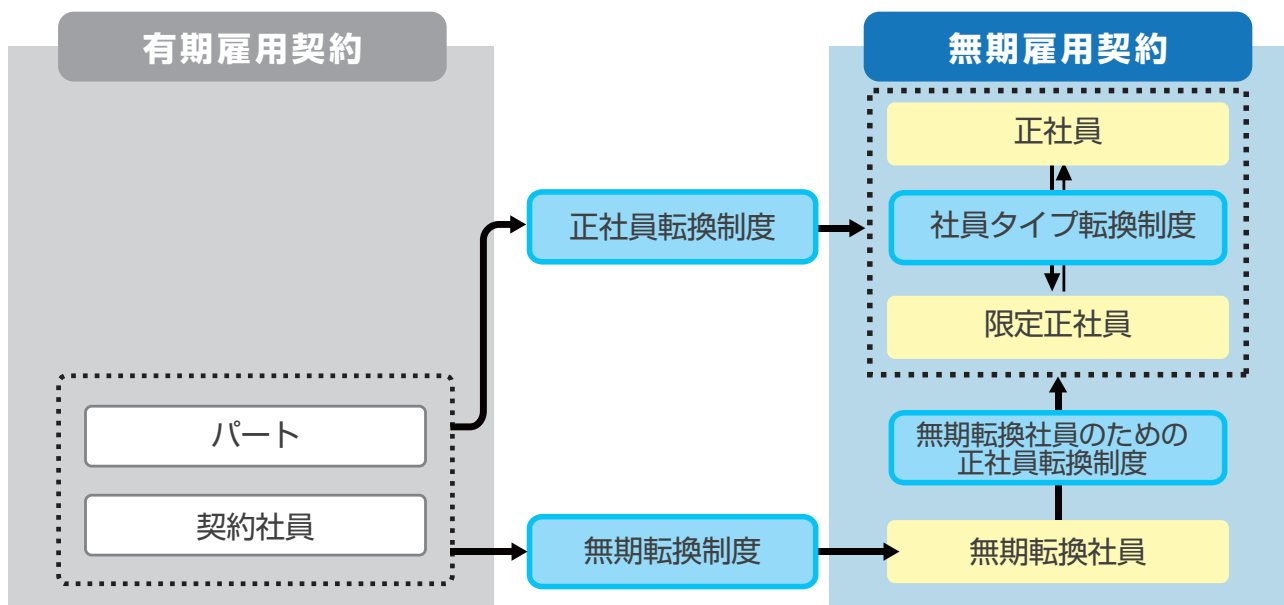 有期雇用契約
無期雇用契約
正社員
正社員転換制度
社員タイプ転換制度
限定正社員
パート
無期転換社員のための
正社員転換制度
契約社員
無期転換制度
無期転換社員